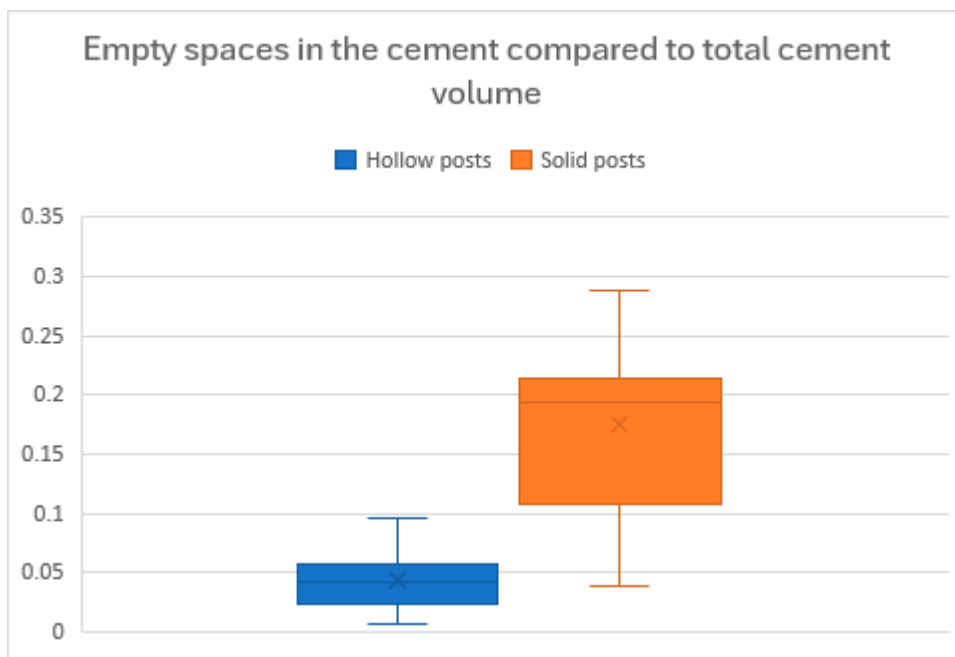 Empty spaces in the cement compared to total cement
volume
Hollow posts Solid posts
0.35
0.3
0.25
0.2
0.15
0.1
0.05
0